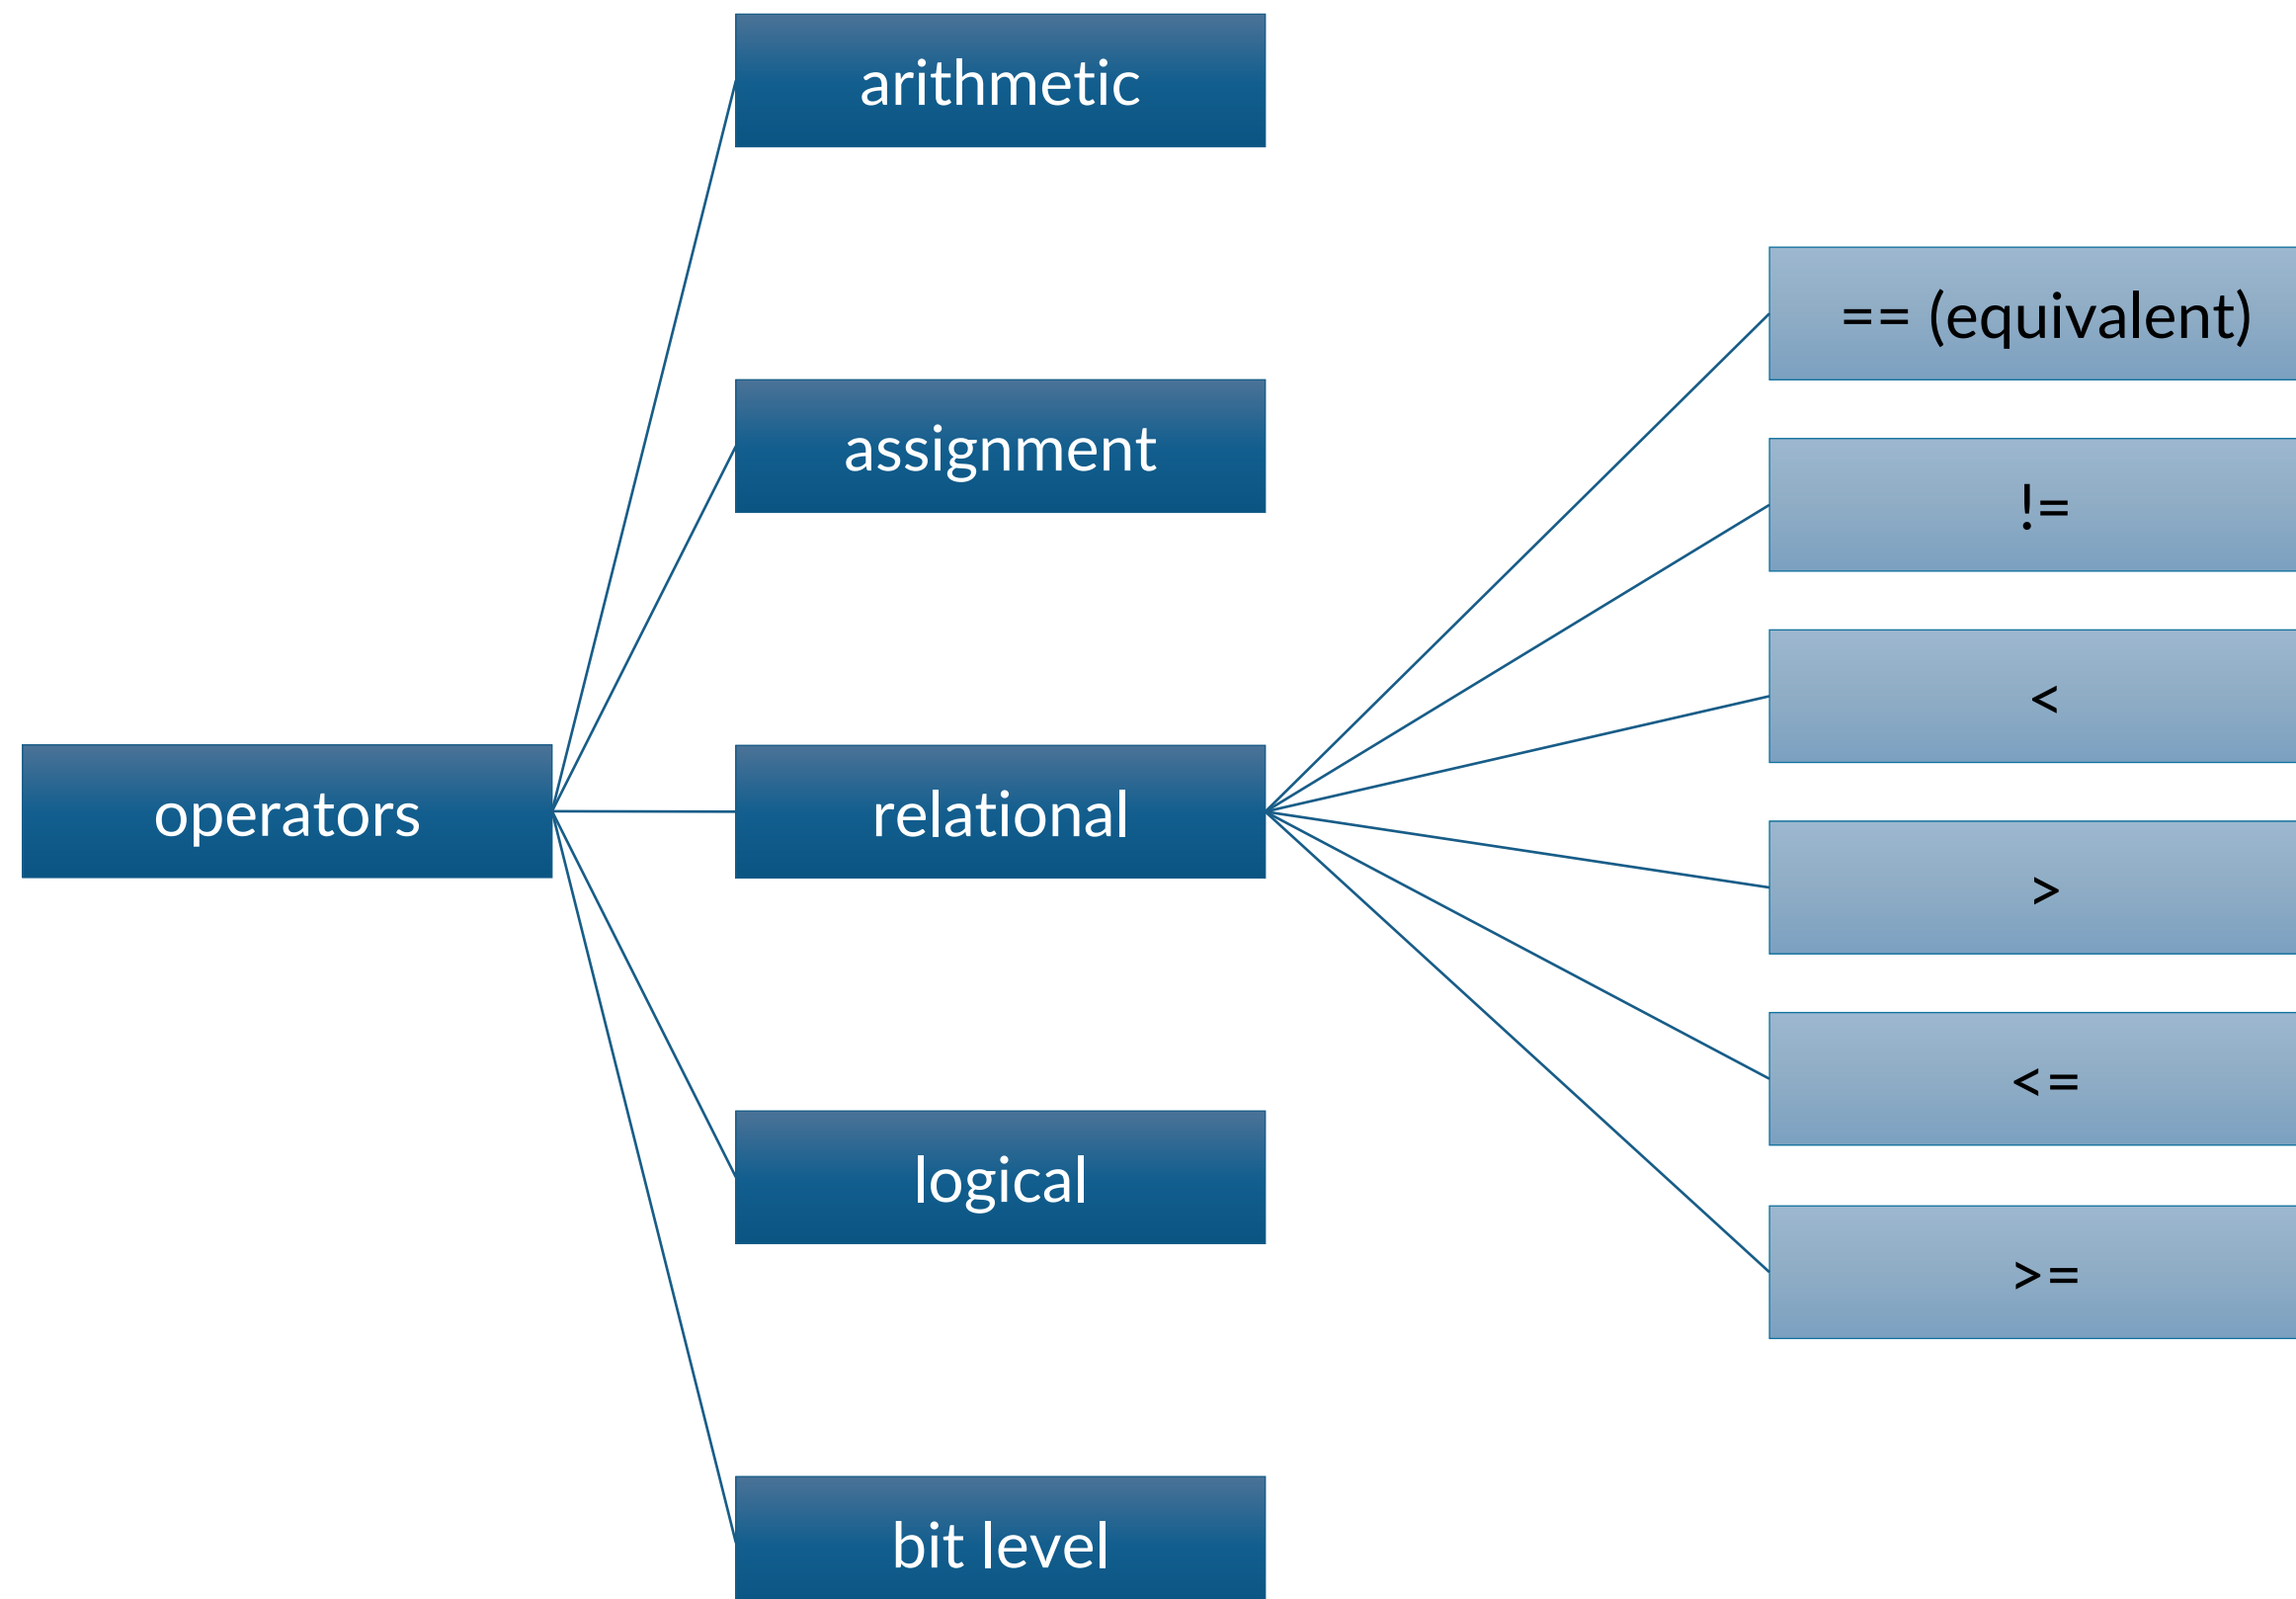 operators
arithmetic
assignment
relational
logical
bit level
== (equivalent)
!=
<
>
<=
>=